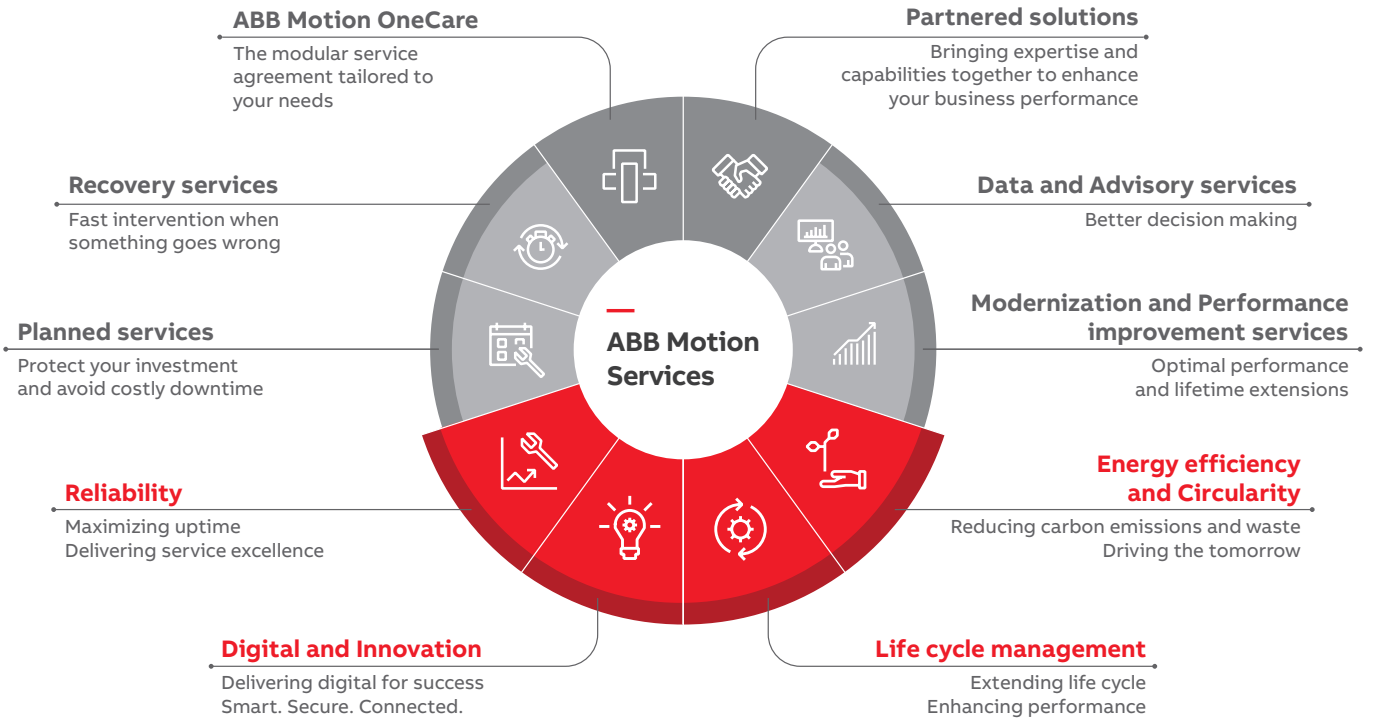 ABB Motion OneCare
The modular service
agreement tailored to
your needs
Partnered solutions
Bringing expertise and
capabilities together to enhance
your business performance
Recovery services
Fast intervention when
something goes wrong
Data and Advisory services
Better decision making
Planned services
Protect your investment
and avoid costly downtime
ABB Motion
Services
Modernization and Performance
improvement services
Optimal performance
and lifetime extensions
Reliability
Maximizing uptime
Delivering service excellence
Energy efficiency
and Circularity
Reducing carbon emissions and waste
Driving the tomorrow
Digital and Innovation
Delivering digital for success
Smart. Secure. Connected.
Life cycle management
Extending life cycle
Enhancing performance